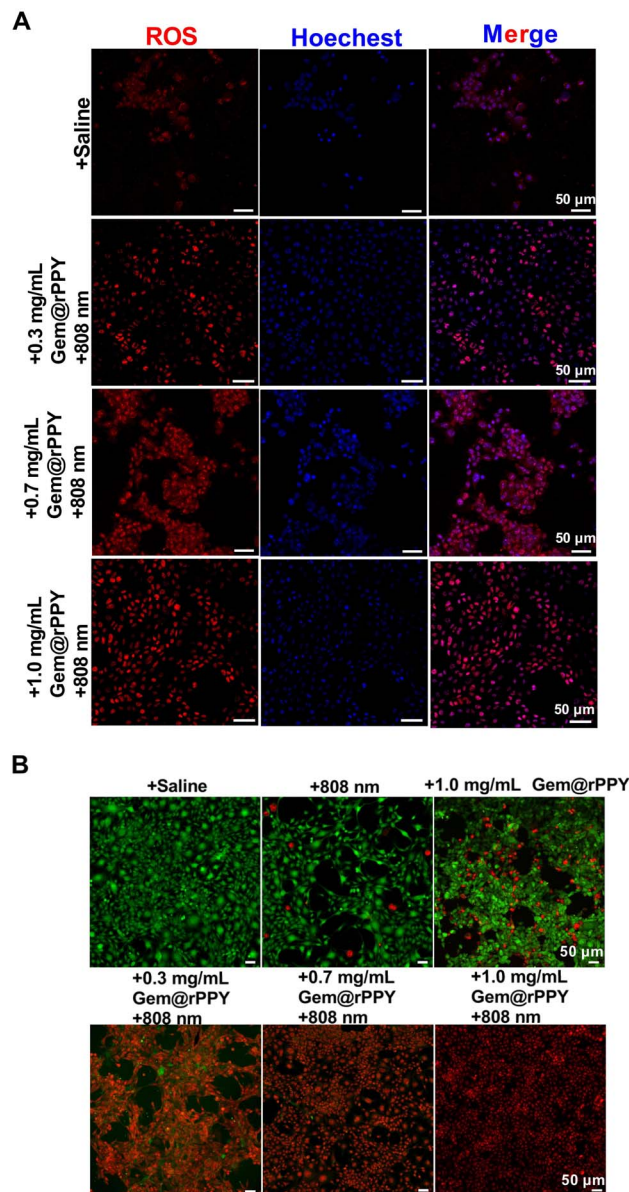 A
ROS Hoechest Merge
+Saline
50 μm
+0.3 mg/mL
Gem@rPPY
+808 nm
50 μm
+0.7 mg/mL
Gem@rPPY
+808 nm
50 μm
+1.0 mg/mL
Gem@rPPY
+808 nm
50 μm
B
+Saline +808 nm +1.0 mg/mL Gem@rPPY
50 μm
+0.3 mg/mL +0.7 mg/mL +1.0 mg/mL
Gem@rPPY Gem@rPPY Gem@rPPY
+808 nm +808 nm +808 nm
50 μm